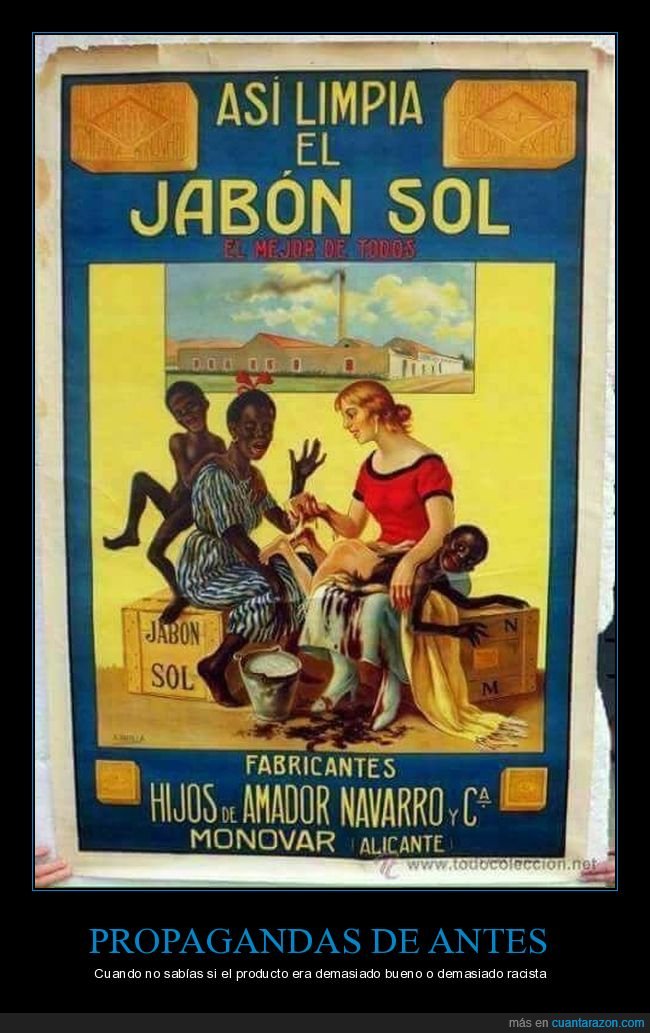 ASÍ LIMPIA
EL
JABÓN SOL
EL MEJOR DE TODOS
JABON
SOL
N
M
FABRICANTES
HIJOS DE AMADOR NAVARRO Y Cª
MONOVAR (ALICANTE)
www.todocoleccion.net
PROPAGANDAS DE ANTES
Cuando no sabías si el producto era demasiado bueno o demasiado racista
más en cuantarazon.com